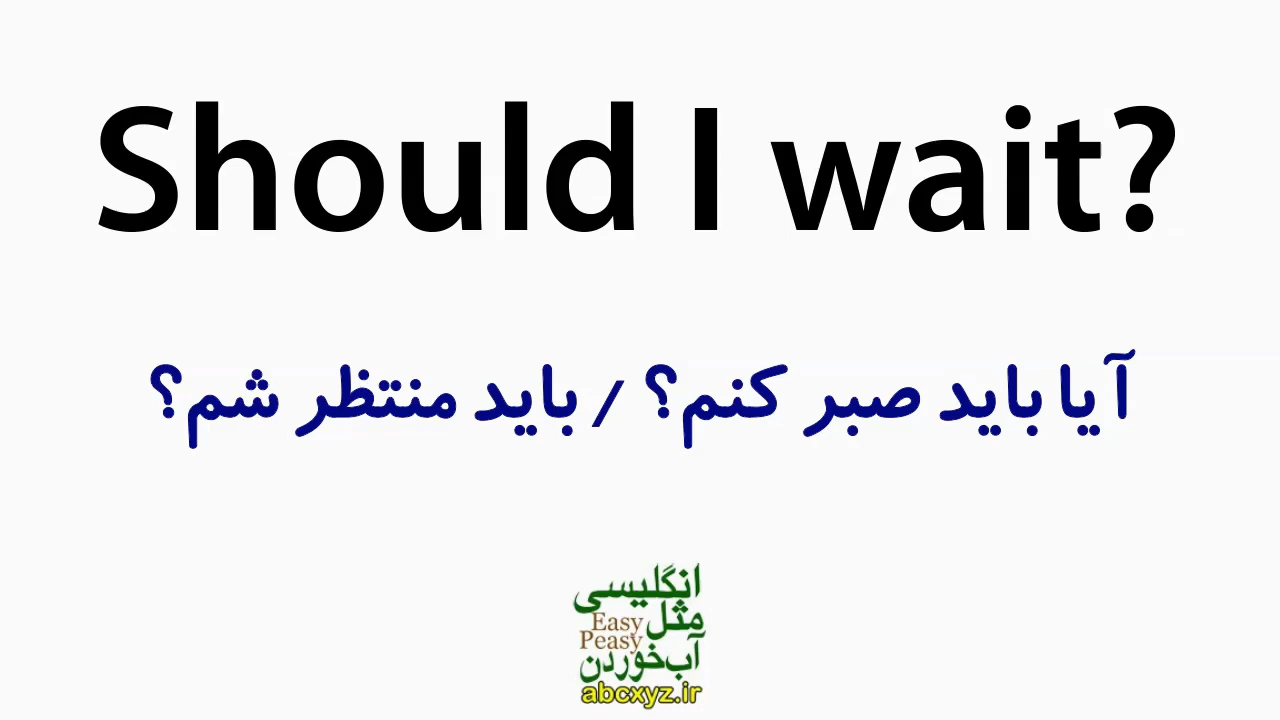 Should I wait?
آیا باید صبر کنم؟ / باید منتظر شم؟
انگلیسی
مثل
Easy
Peasy
آب‌خوردن
abcxyz.ir